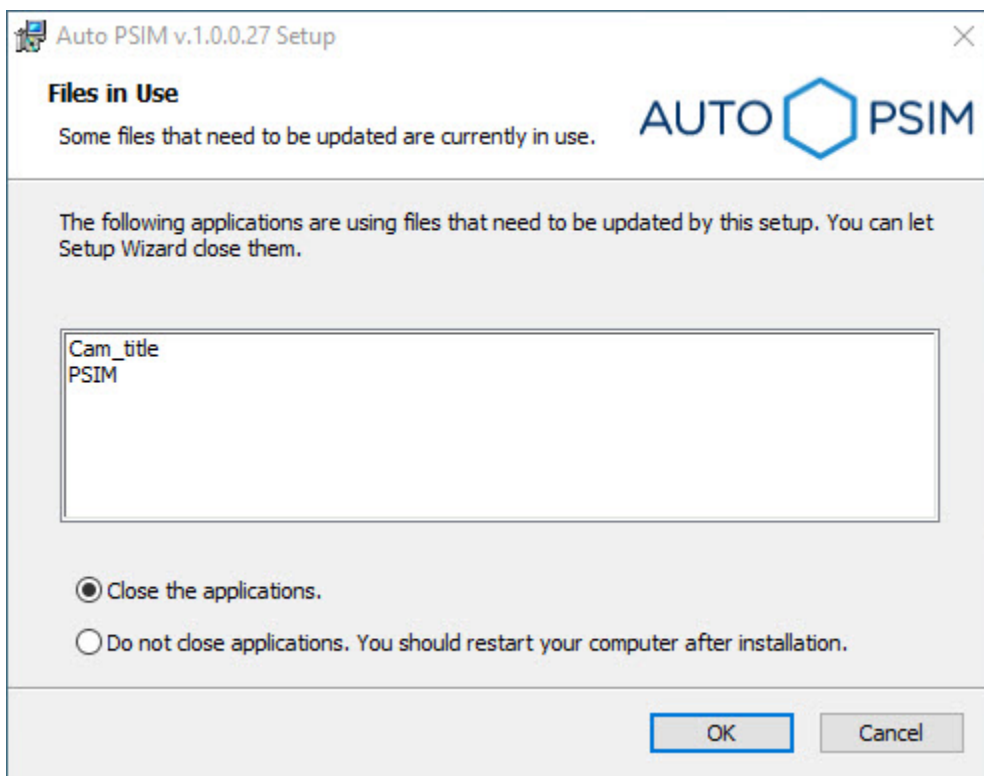 Auto PSIM v.1.0.0.27 Setup
Files in Use
Some files that need to be updated are currently in use.
AUTO PSIM
The following applications are using files that need to be updated by this setup. You can let
Setup Wizard close them.
Cam_title
PSIM
Close the applications.
Do not close applications. You should restart your computer after installation.
OK
Cancel